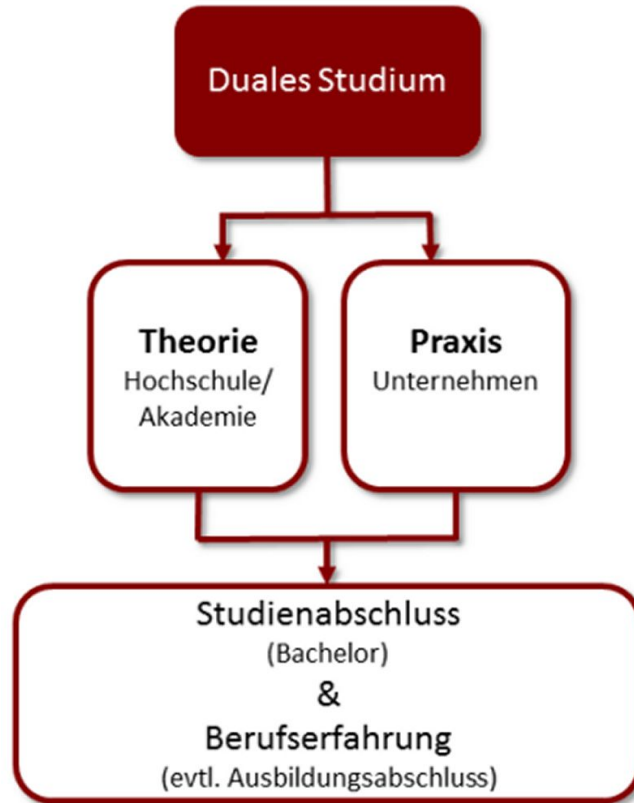 Duales Studium
Theorie
Hochschule/
Akademie
Praxis
Unternehmen
Studienabschluss
(Bachelor)
&
Berufserfahrung
(evtl. Ausbildungsabschluss)